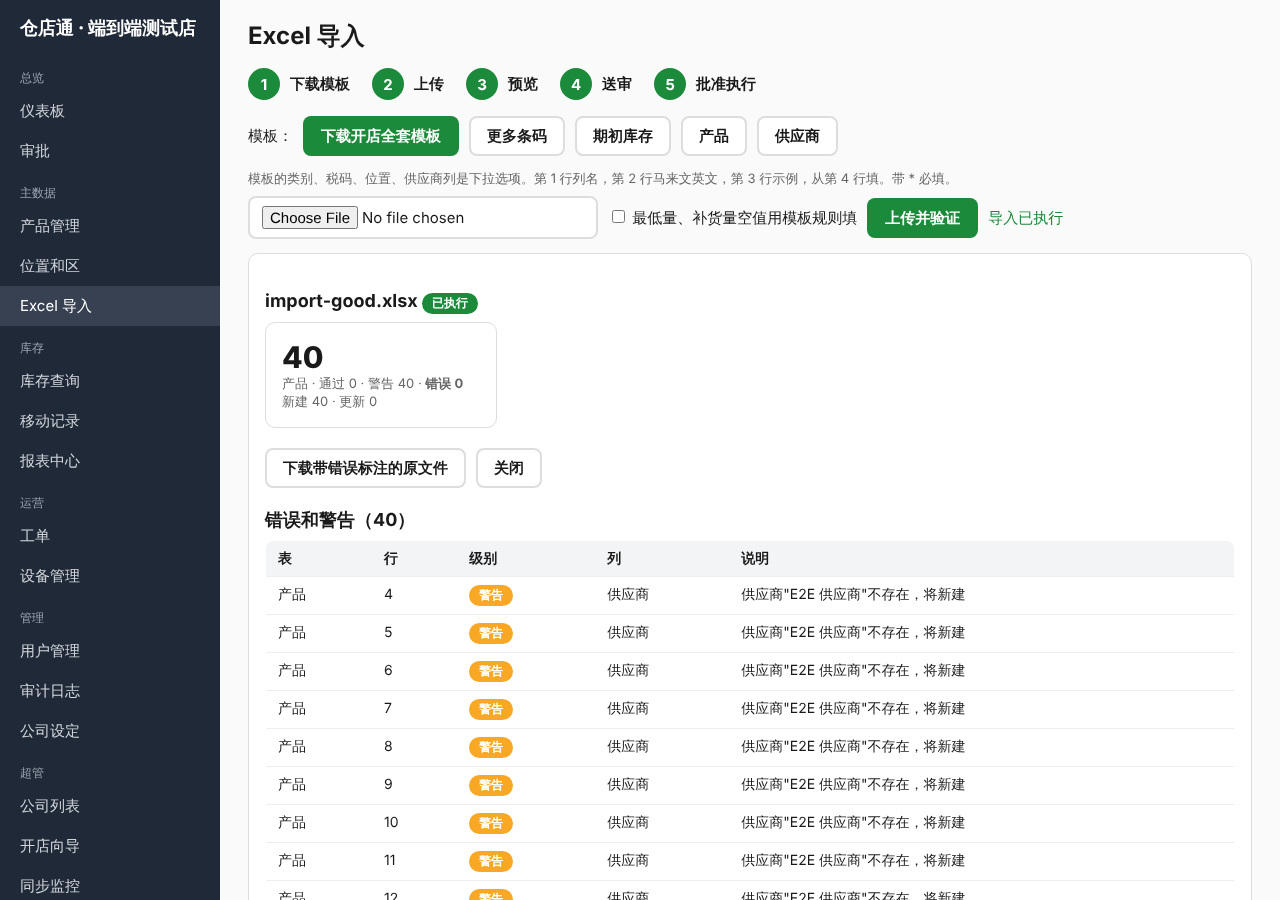 仓店通 · 端到端测试店
总览
仪表板
审批
主数据
产品管理
位置和区
Excel 导入
库存
库存查询
移动记录
报表中心
运营
工单
设备管理
管理
用户管理
审计日志
公司设定
超管
公司列表
开店向导
同步监控
Excel 导入
1 下载模板 2 上传 3 预览 4 送审 5 批准执行
模板： 下载开店全套模板 更多条码 期初库存 产品 供应商
模板的类别、税码、位置、供应商列是下拉选项。第 1 行列名，第 2 行马来文英文，第 3 行示例，从第 4 行填。带 * 必填。
Choose File No file chosen 最低量、补货量空值用模板规则填 上传并验证 导入已执行
import-good.xlsx 已执行
40
产品 · 通过 0 · 警告 40 · 错误 0
新建 40 · 更新 0
下载带错误标注的原文件 关闭
错误和警告（40）
表 行 级别 列 说明
产品 4 警告 供应商 供应商"E2E 供应商"不存在，将新建
产品 5 警告 供应商 供应商"E2E 供应商"不存在，将新建
产品 6 警告 供应商 供应商"E2E 供应商"不存在，将新建
产品 7 警告 供应商 供应商"E2E 供应商"不存在，将新建
产品 8 警告 供应商 供应商"E2E 供应商"不存在，将新建
产品 9 警告 供应商 供应商"E2E 供应商"不存在，将新建
产品 10 警告 供应商 供应商"E2E 供应商"不存在，将新建
产品 11 警告 供应商 供应商"E2E 供应商"不存在，将新建
产品 12 警告 供应商 供应商"E2E 供应商"不存在，将新建